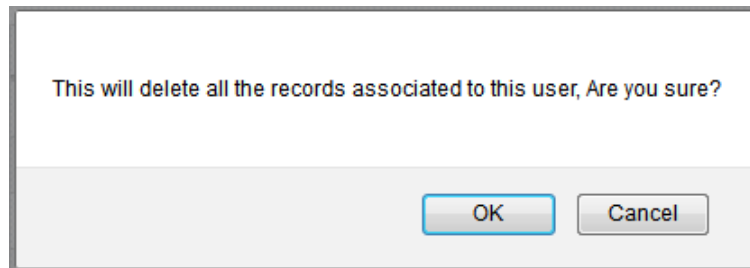 This will delete all the records associated to this user, Are you sure?
OK
Cancel